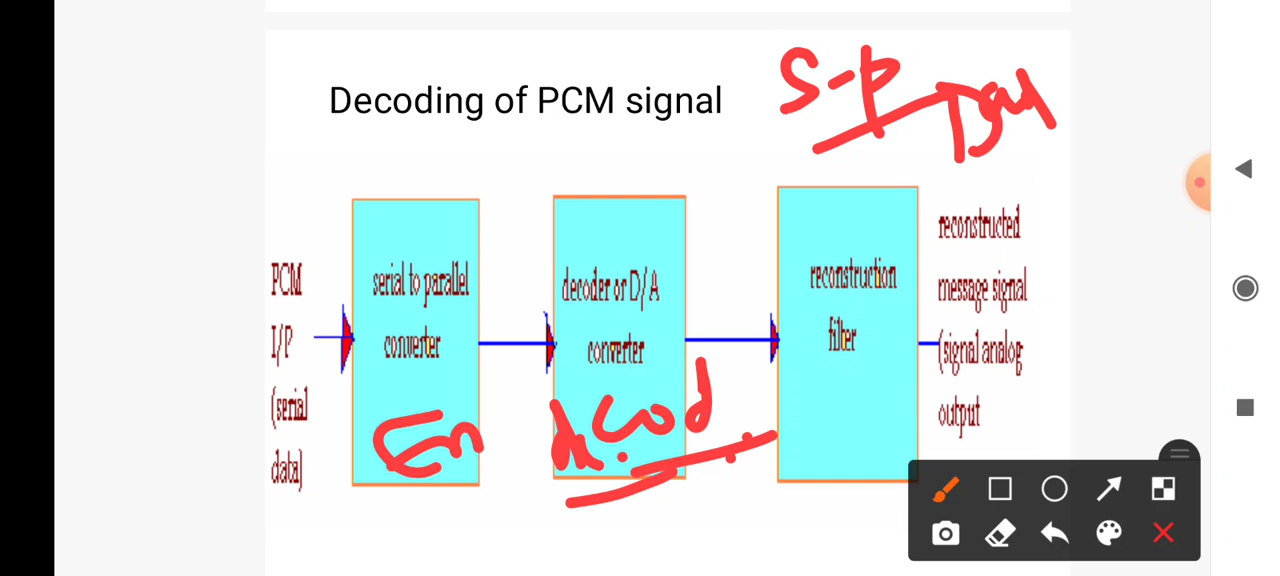 Decoding of PCM signal
S-P
PCM
I/P
(serial
data)
serial to parallel
converter
En
decoder or D/A
converter
decod
reconstruction
filter
reconstructed
message signal
(signal analog
output